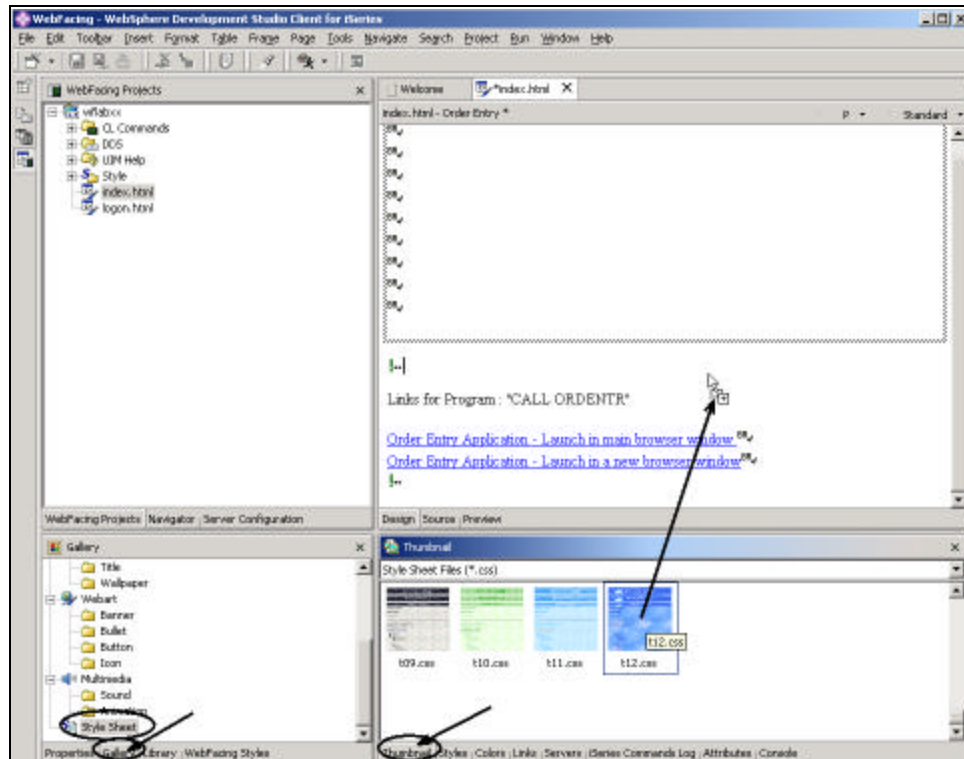 WebFacing - WebSphere Development Studio Client for iSeries
File Edit Toolbar Insert Format Table Frame Page Tools Navigate Search Project Run Window Help
WebFacing Projects
wflabxx
CL Commands
DDS
UIM Help
Style
index.html
logon.html
WebFacing Projects Navigator Server Configuration
Welcome *index.html
index.html - Order Entry *
P Standard
Links for Program : "CALL ORDENTR"
Order Entry Application - Launch in main browser window
Order Entry Application - Launch in a new browser window
Design Source Preview
Gallery
Title
Wallpaper
Webart
Banner
Bullet
Button
Icon
Multimedia
Sound
Animation
Style Sheet
Properties Gallery Library WebFacing Styles
Thumbnail
Style Sheet Files (*.css)
t09.css t10.css t11.css t12.css
t12.css
Thumbnail Styles Colors Links Servers iSeries Commands Log Attributes Console